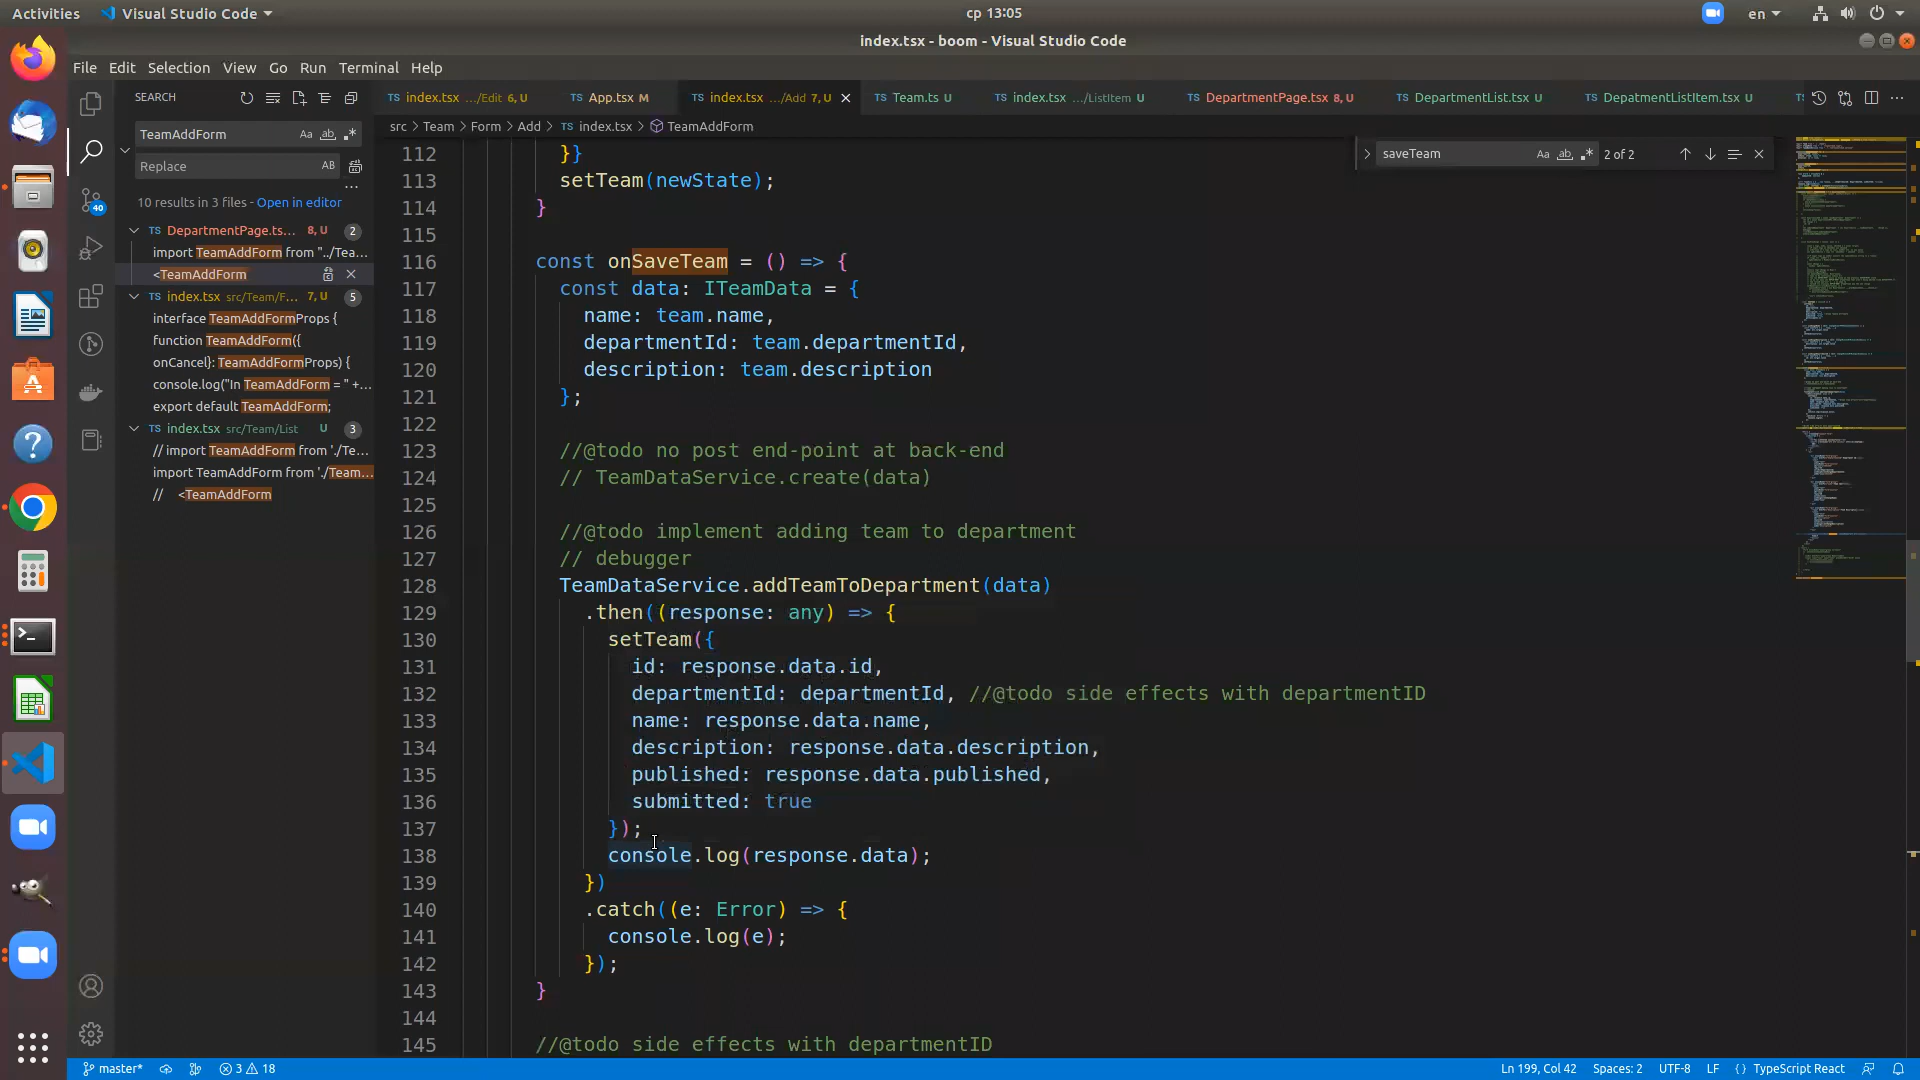 Activities
Visual Studio Code
ср 13:05
en
index.tsx - boom - Visual Studio Code
File Edit Selection View Go Run Terminal Help
SEARCH
index.tsx .../Edit 6, U
App.tsx M
index.tsx .../Add 7, U
Team.ts U
index.tsx .../ListItem U
DepartmentPage.tsx 8, U
DepartmentList.tsx U
DepatmentListItem.tsx U
TeamAddForm
Replace
10 results in 3 files - Open in editor
DepartmentPage.ts... 8, U 2
import TeamAddForm from "../Tea...
<TeamAddForm
index.tsx src/Team/F... 7, U 5
interface TeamAddFormProps {
function TeamAddForm({
onCancel}: TeamAddFormProps) {
console.log("In TeamAddForm = " +...
export default TeamAddForm;
index.tsx src/Team/List U 3
// import TeamAddForm from './Te...
import TeamAddForm from './Team...
// <TeamAddForm
40
src > Team > Form > Add > TS index.tsx > TeamAddForm
saveTeam
2 of 2
112 }}
113 setTeam(newState);
114 }
115
116 const onSaveTeam = () => {
117 const data: ITeamData = {
118 name: team.name,
119 departmentId: team.departmentId,
120 description: team.description
121 };
122
123 //@todo no post end-point at back-end
124 // TeamDataService.create(data)
125
126 //@todo implement adding team to department
127 // debugger
128 TeamDataService.addTeamToDepartment(data)
129 .then((response: any) => {
130 setTeam({
131 id: response.data.id,
132 departmentId: departmentId, //@todo side effects with departmentID
133 name: response.data.name,
134 description: response.data.description,
135 published: response.data.published,
136 submitted: true
137 });
138 console.log(response.data);
139 })
140 .catch((e: Error) => {
141 console.log(e);
142 });
143 }
144
145 //@todo side effects with departmentID
master*
3 18
Ln 199, Col 42
Spaces: 2
UTF-8
LF
{} TypeScript React